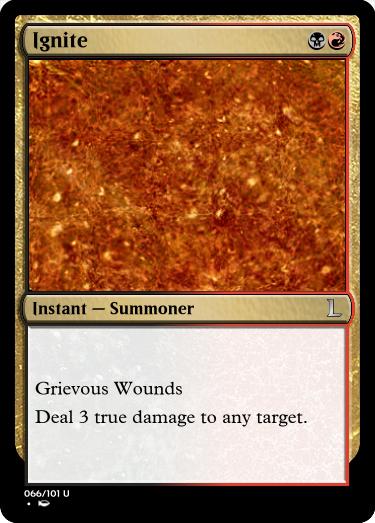 Ignite
Instant — Summoner
L
Grievous Wounds
Deal 3 true damage to any target.
066/101 U